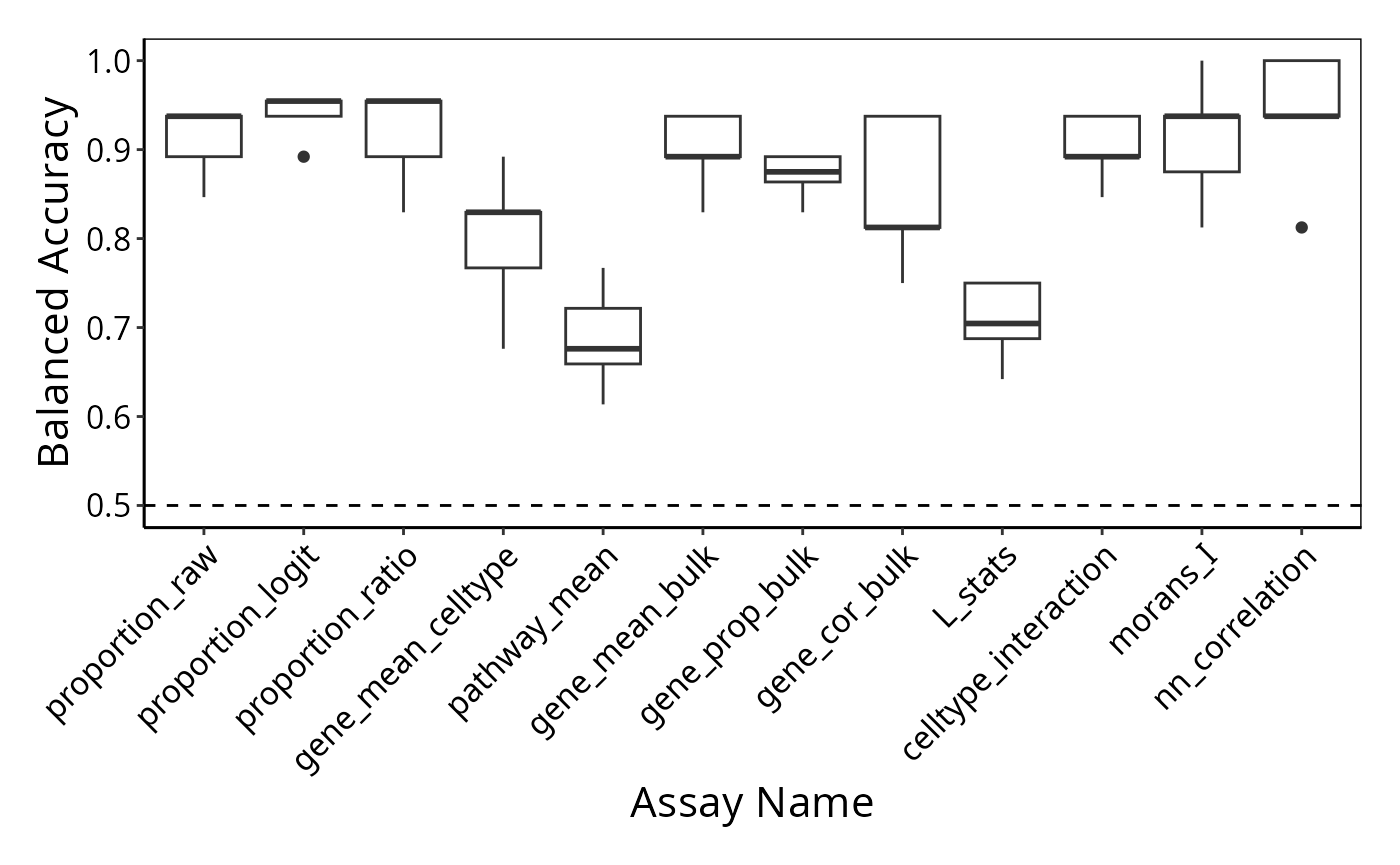 Balanced Accuracy
1.0
0.9
0.8
0.7
0.6
0.5
proportion_raw
proportion_logit
proportion_ratio
gene_mean_celltype
pathway_mean
gene_mean_bulk
gene_prop_bulk
gene_cor_bulk
L_stats
celltype_interaction
morans_I
nn_correlation
Assay Name